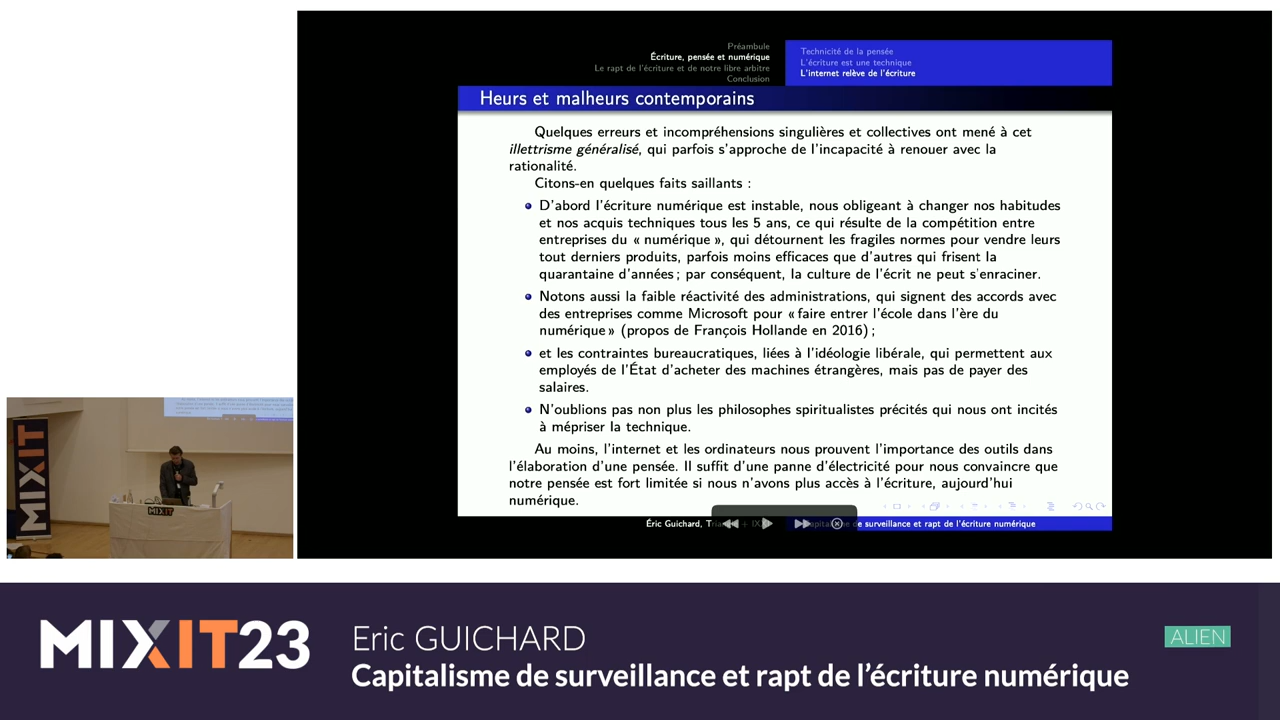 Préambule
Écriture, pensée et numérique
Le rapt de l'écriture et de notre libre arbitre
Conclusion
Technicité de la pensée
L'écriture est une technique
L'internet relève de l'écriture
Heurs et malheurs contemporains
Quelques erreurs et incompréhensions singulières et collectives ont mené à cet
illettrisme généralisé, qui parfois s'approche de l'incapacité à renouer avec la
rationalité.
Citons-en quelques faits saillants :
D'abord l'écriture numérique est instable, nous obligeant à changer nos habitudes
et nos acquis techniques tous les 5 ans, ce qui résulte de la compétition entre
entreprises du « numérique », qui détournent les fragiles normes pour vendre leurs
tout derniers produits, parfois moins efficaces que d'autres qui frisent la
quarantaine d'années ; par conséquent, la culture de l'écrit ne peut s'enraciner.
Notons aussi la faible réactivité des administrations, qui signent des accords avec
des entreprises comme Microsoft pour « faire entrer l'école dans l'ère du
numérique » (propos de François Hollande en 2016) ;
et les contraintes bureaucratiques, liées à l'idéologie libérale, qui permettent aux
employés de l'État d'acheter des machines étrangères, mais pas de payer des
salaires.
N'oublions pas non plus les philosophes spiritualistes précités qui nous ont incités
à mépriser la technique.
Au moins, l'internet et les ordinateurs nous prouvent l'importance des outils dans
l'élaboration d'une pensée. Il suffit d'une panne d'électricité pour nous convaincre que
notre pensée est fort limitée si nous n'avons plus accès à l'écriture, aujourd'hui
numérique.
Éric Guichard, de surveillance et rapt de l'écriture numérique
MIXIT
MIXIT
MIXIT23
Eric GUICHARD
ALIEN
Capitalisme de surveillance et rapt de l'écriture numérique